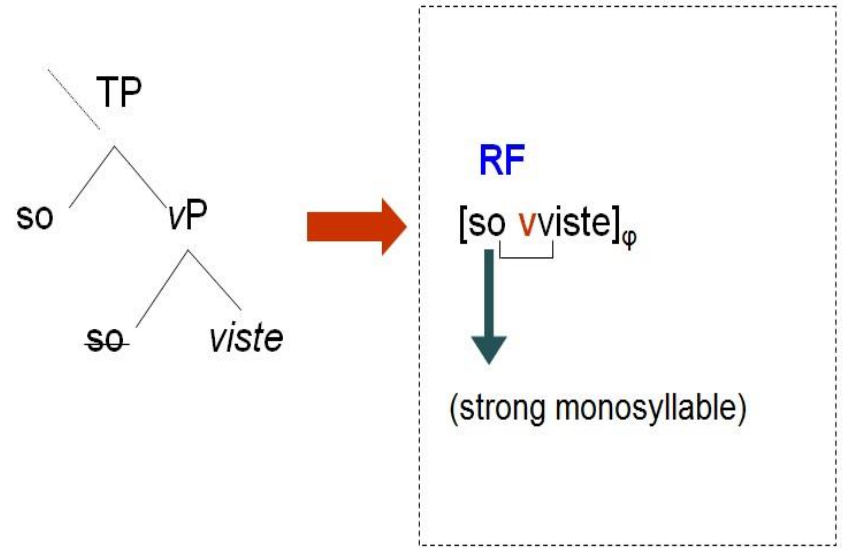 TP
so vP
so viste
RF
[so vviste]φ
(strong monosyllable)